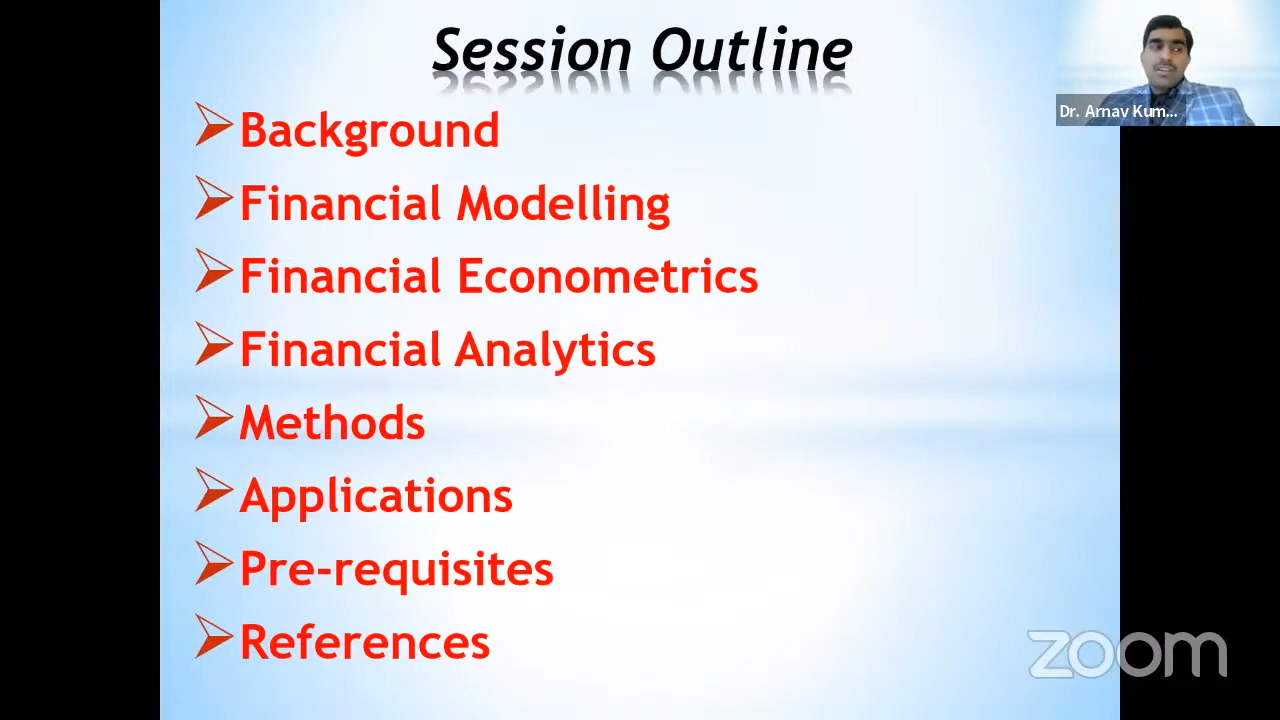 Session Outline
Dr. Arnav Kum...
Background
Financial Modelling
Financial Econometrics
Financial Analytics
Methods
Applications
Pre-requisites
References
zoom